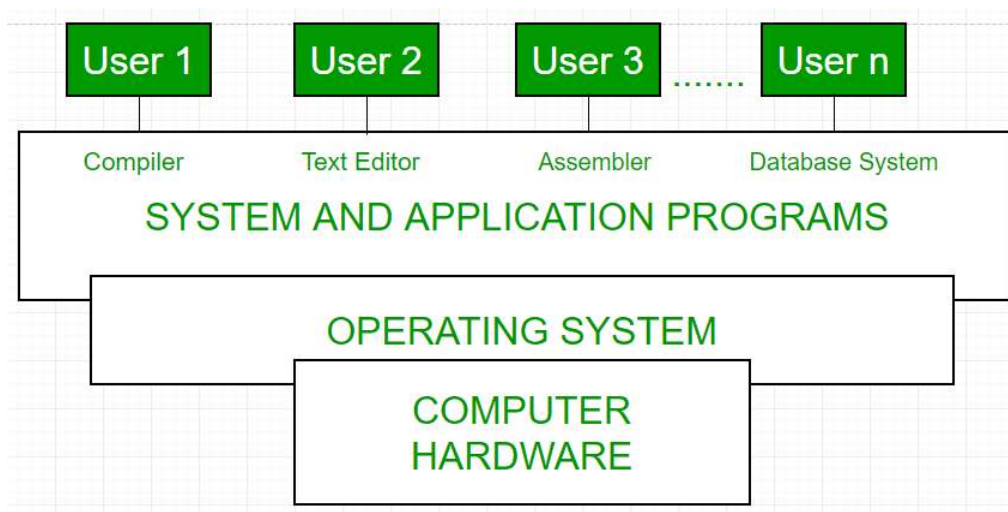 User 1 User 2 User 3 ....... User n
Compiler Text Editor Assembler Database System
SYSTEM AND APPLICATION PROGRAMS
OPERATING SYSTEM
COMPUTER
HARDWARE